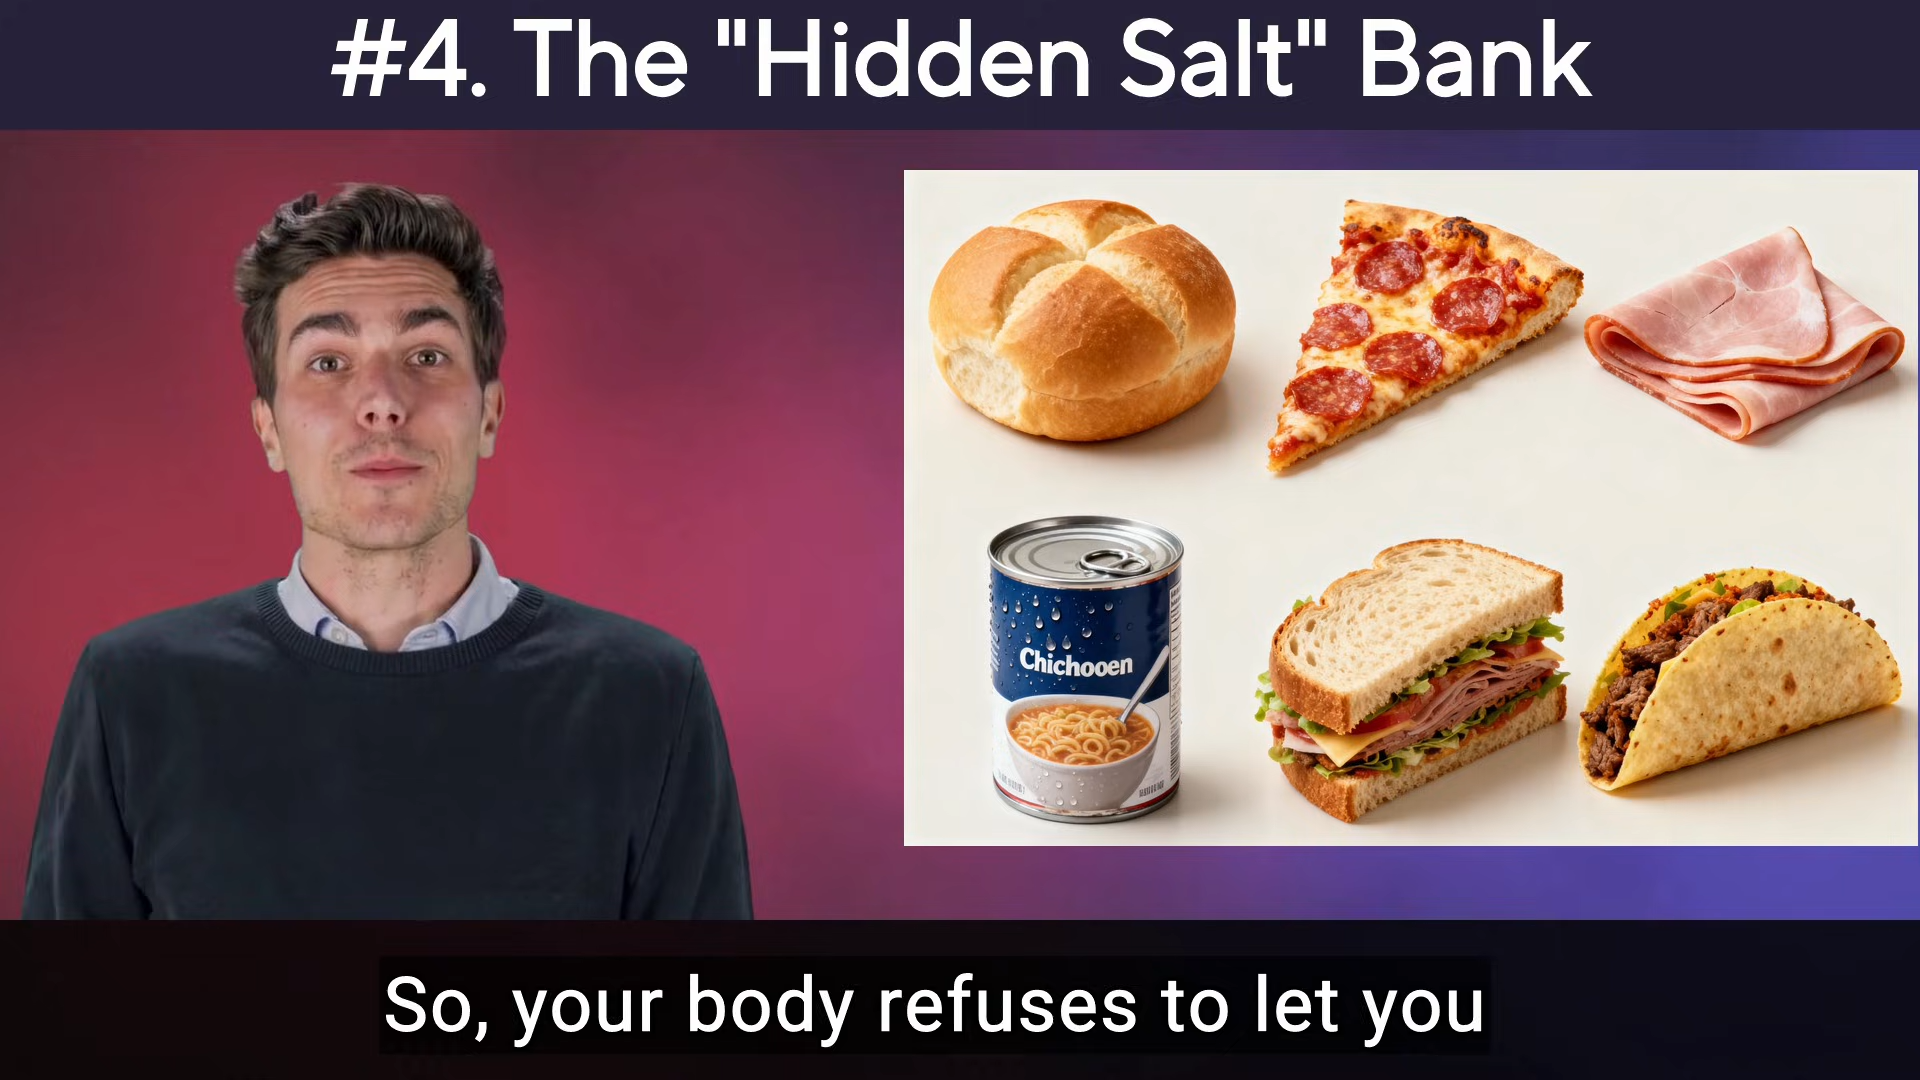 #4. The "Hidden Salt" Bank
Chichooen
So, your body refuses to let you